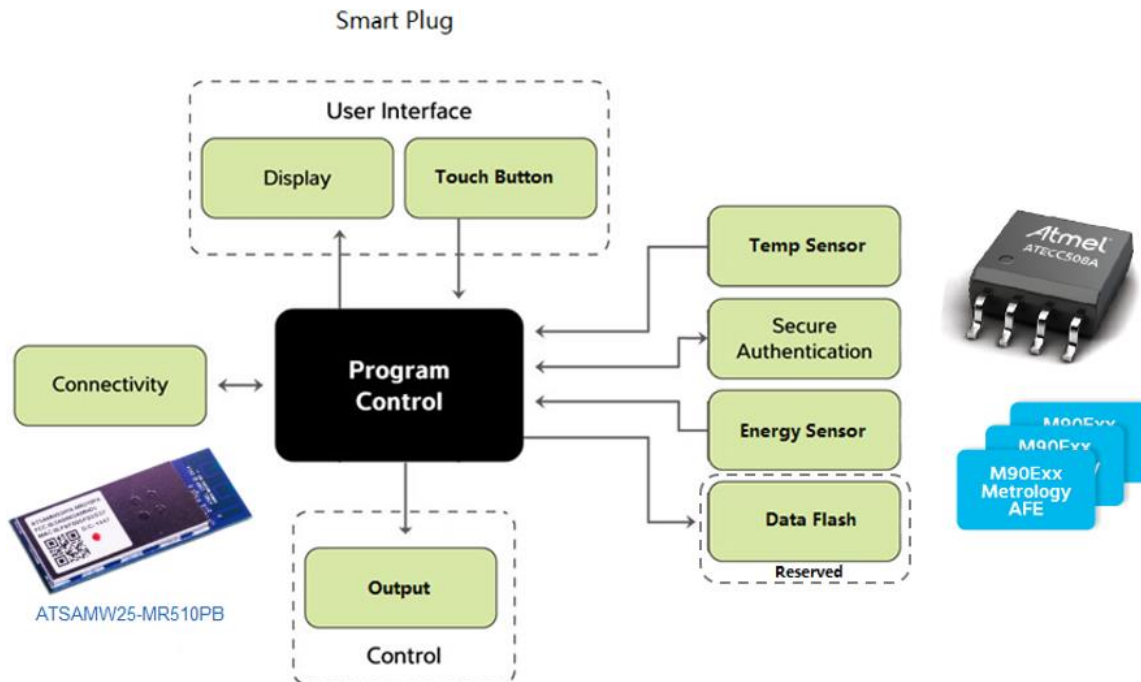 Smart Plug
User Interface
Display
Touch Button
Temp Sensor
Atmel
ATECC508A
Secure
Authentication
Connectivity
Program
Control
Energy Sensor
M90Exx
M90Exx
M90Exx
Metrology
AFE
Data Flash
Reserved
Output
Control
ATSAMW25-MR510PB